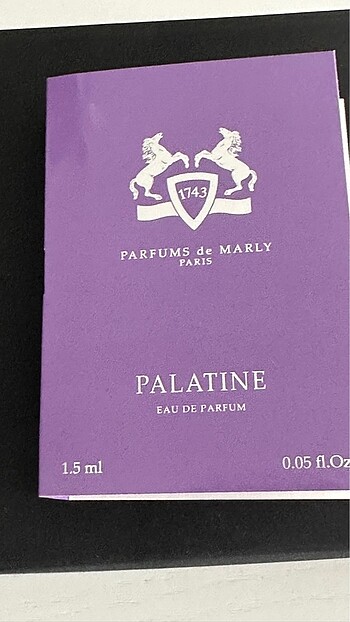 1743
PARFUMS de MARLY
PARIS
PALATINE
EAU DE PARFUM
1.5 ml
0.05 fl.Oz